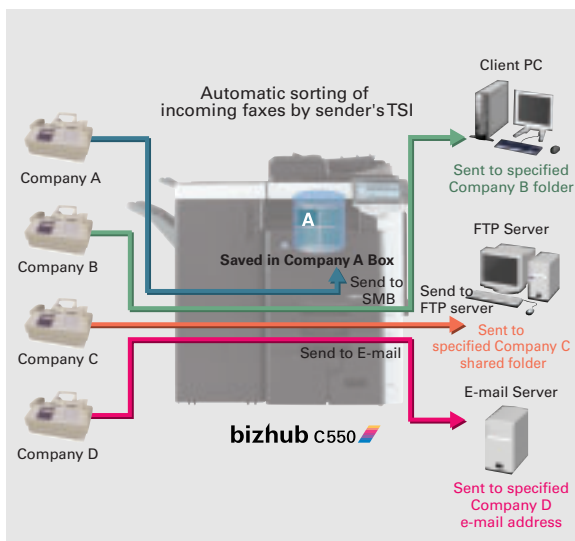 Client PC
Automatic sorting of
incoming faxes by sender's TSI
Sent to specified
Company B folder
Company A
A
FTP Server
Saved in Company A Box
Company B
Send to
SMB
Send to
FTP server
Sent to
specified Company C
shared folder
Company C
Send to E-mail
E-mail Server
bizhub C550
Company D
Sent to specified
Company D
e-mail address